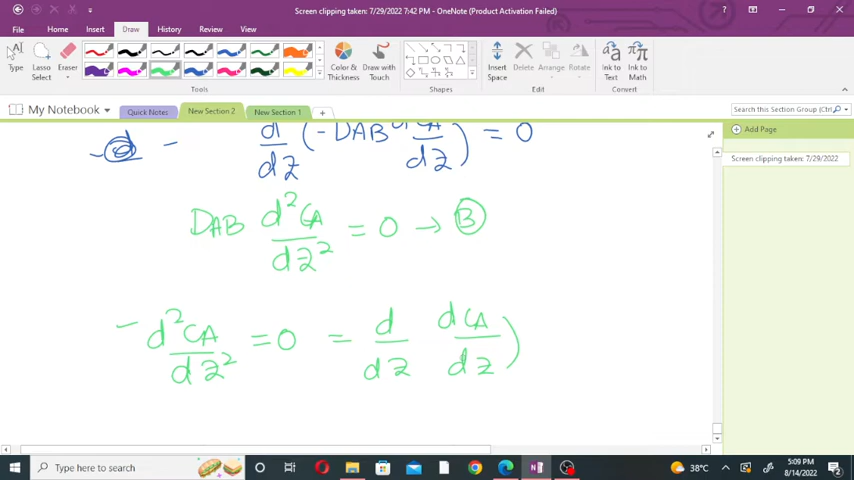 Screen clipping taken: 7/29/2022 7:42 PM - OneNote (Product Activation Failed)
File Home Insert Draw History Review View
Type Lasso Select Eraser Color & Thickness Draw with Touch Insert Space Delete Arrange Rotate Ink to Text Ink to Math
Tools Shapes Edit Convert
My Notebook Quick Notes New Section 2 New Section 1 + Search this Section Group (Ctrl
Add Page
Screen clipping taken: 7/29/2022
d/dz (-DAB dCA/dz) = 0
DAB d²CA/dz² = 0 → B
- d²CA/dz² = 0 = d/dz dCA/dz)
Type here to search 38°C 5:09 PM
8/14/2022